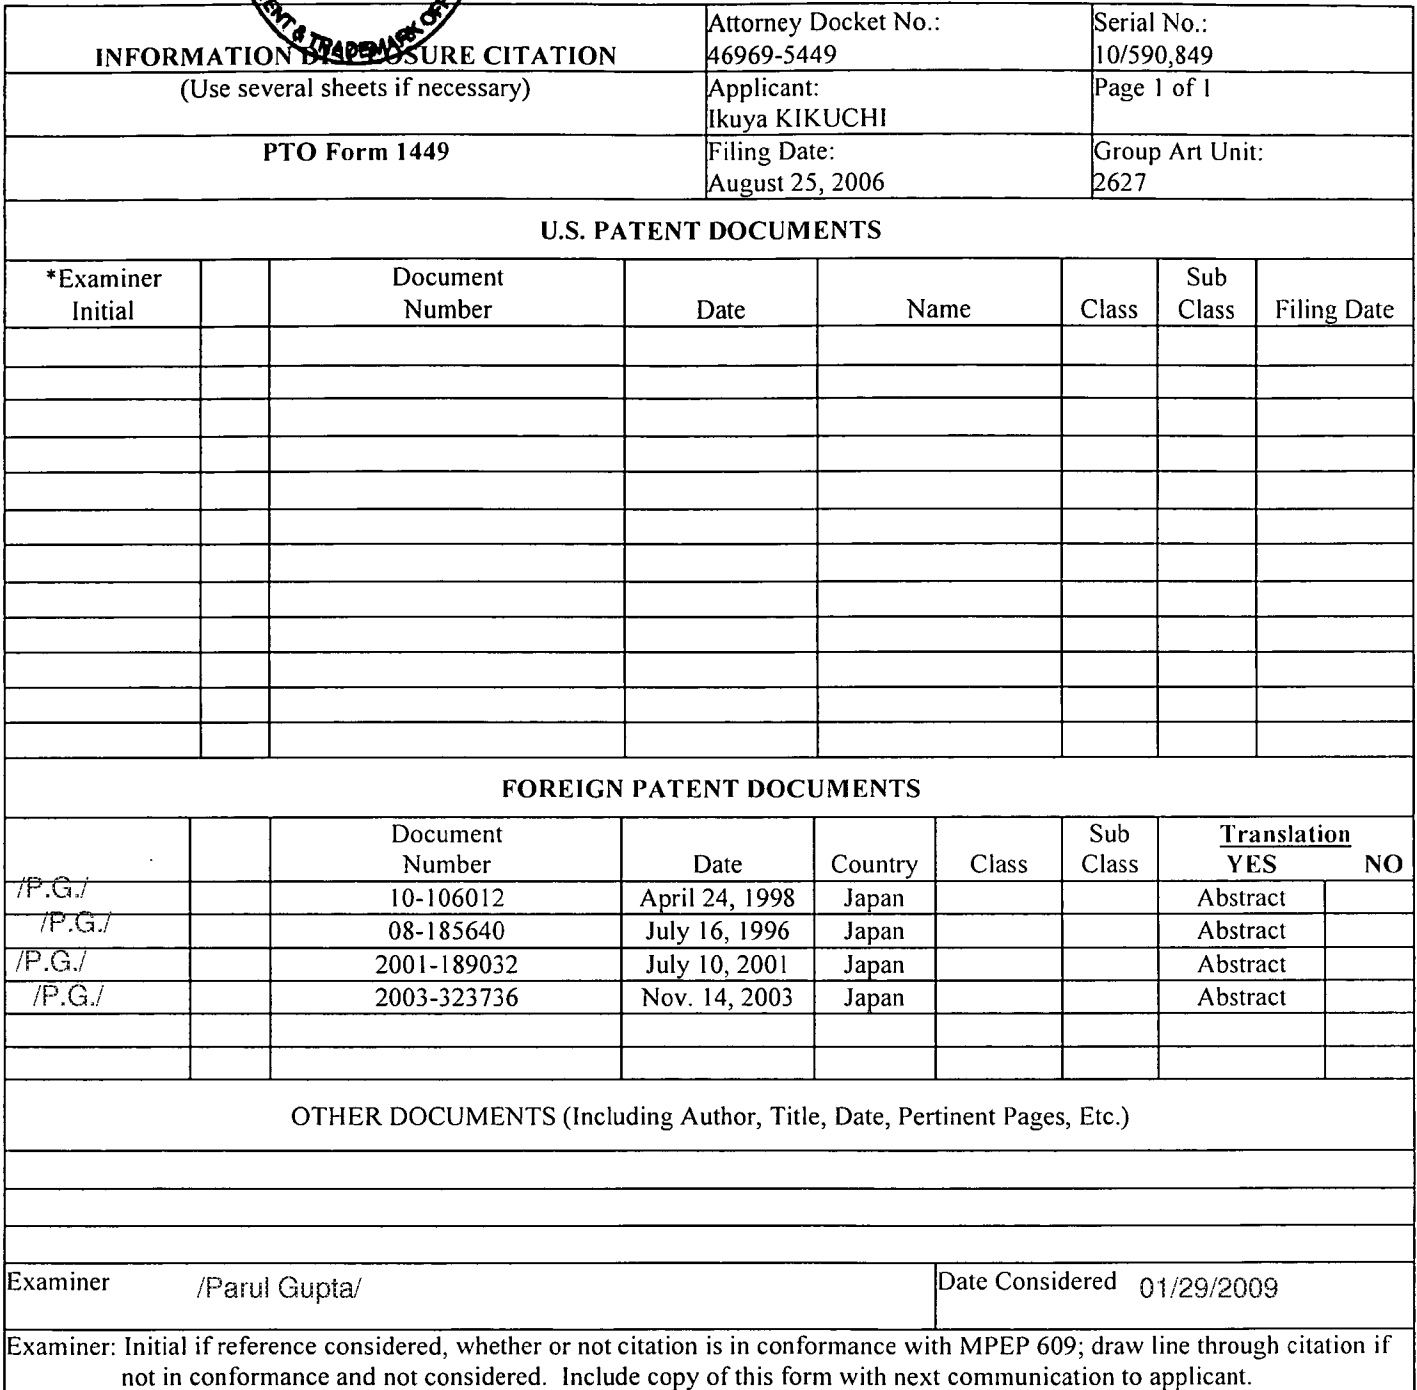 ENT & TRADEMARK OF
INFORMATION DISCLOSURE CITATION
(Use several sheets if necessary)
PTO Form 1449
Attorney Docket No.:
46969-5449
Serial No.:
10/590,849
Applicant:
Ikuya KIKUCHI
Page 1 of 1
Filing Date:
August 25, 2006
Group Art Unit:
2627
U.S. PATENT DOCUMENTS
*Examiner Initial
Document Number
Date
Name
Class
Sub Class
Filing Date
FOREIGN PATENT DOCUMENTS
Document Number
Date
Country
Class
Sub Class
Translation
YES NO
/P.G./ 10-106012 April 24, 1998 Japan Abstract
/P.G./ 08-185640 July 16, 1996 Japan Abstract
/P.G./ 2001-189032 July 10, 2001 Japan Abstract
/P.G./ 2003-323736 Nov. 14, 2003 Japan Abstract
OTHER DOCUMENTS (Including Author, Title, Date, Pertinent Pages, Etc.)
Examiner /Parul Gupta/ Date Considered 01/29/2009
Examiner: Initial if reference considered, whether or not citation is in conformance with MPEP 609; draw line through citation if
not in conformance and not considered. Include copy of this form with next communication to applicant.